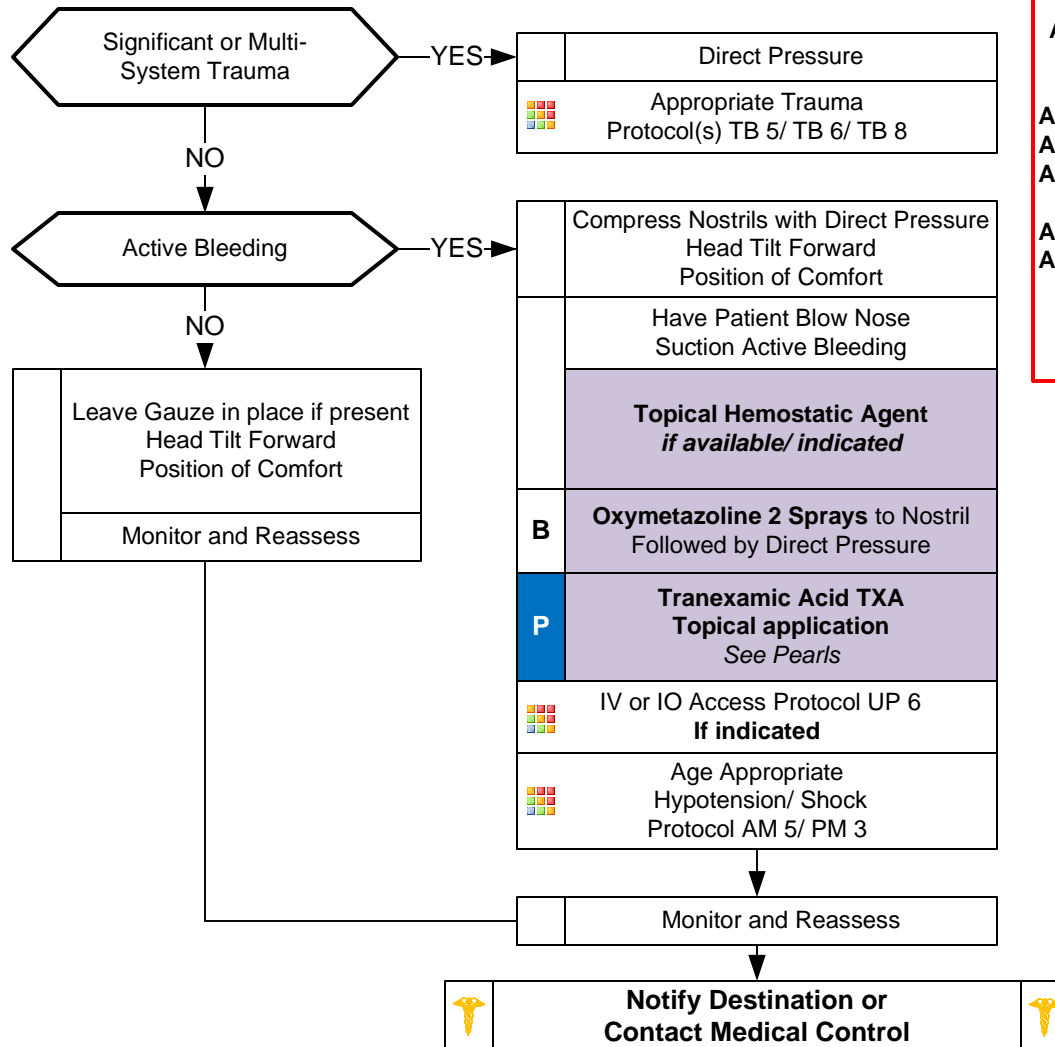 Significant or Multi-
System Trauma
YES
Direct Pressure
Appropriate Trauma
Protocol(s) TB 5/ TB 6/ TB 8
NO
Active Bleeding
YES
Compress Nostrils with Direct Pressure
Head Tilt Forward
Position of Comfort
Have Patient Blow Nose
Suction Active Bleeding
Topical Hemostatic Agent
if available/ indicated
B
Oxymetazoline 2 Sprays to Nostril
Followed by Direct Pressure
P
Tranexamic Acid TXA
Topical application
See Pearls
IV or IO Access Protocol UP 6
If indicated
Age Appropriate
Hypotension/ Shock
Protocol AM 5/ PM 3
NO
Leave Gauze in place if present
Head Tilt Forward
Position of Comfort
Monitor and Reassess
Monitor and Reassess
Notify Destination or
Contact Medical Control
A
A
A
A
A
A